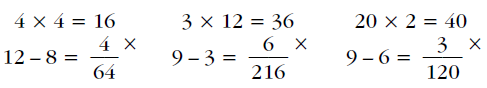 4 × 4 = 16
12 – 8 = 4 ×
64
3 × 12 = 36
9 – 3 = 6 ×
216
20 × 2 = 40
9 – 6 = 3 ×
120